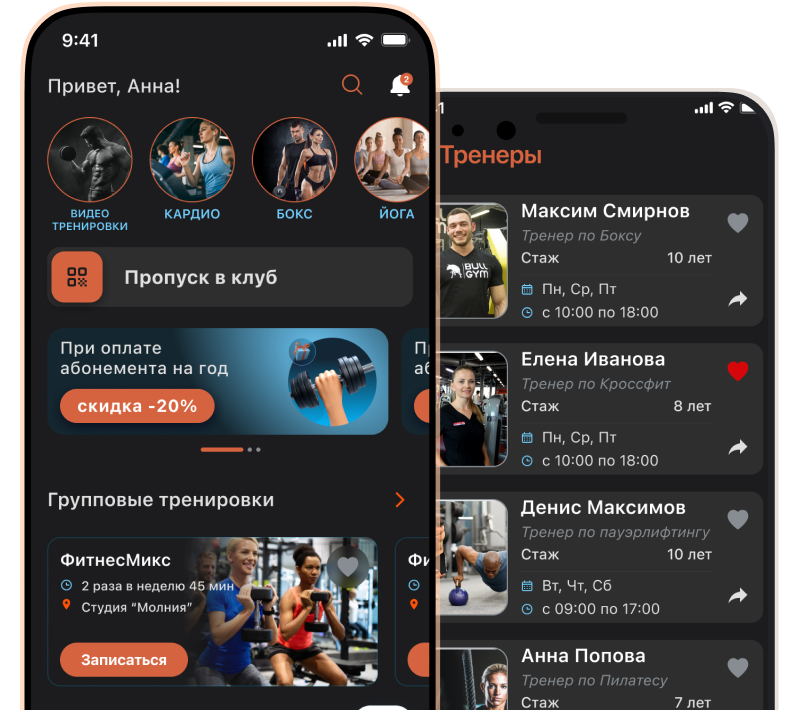 9:41
Привет, Анна!
2
ВИДЕО
ТРЕНИРОВКИ
КАРДИО
БОКС
ЙОГА
Пропуск в клуб
При оплате
абонемента на год
скидка -20%
Групповые тренировки
ФитнесМикс
2 раза в неделю 45 мин
Студия “Молния”
Записаться
Фи
Тренеры
BULL
GYM
Максим Смирнов
Тренер по Боксу
Стаж 10 лет
Пн, Ср, Пт
с 10:00 по 18:00
Елена Иванова
Тренер по Кроссфит
Стаж 8 лет
Пн, Ср, Пт
с 10:00 по 18:00
Денис Максимов
Тренер по пауэрлифтингу
Стаж 10 лет
Вт, Чт, Сб
с 09:00 по 17:00
Анна Попова
Тренер по Пилатесу
Стаж 7 лет